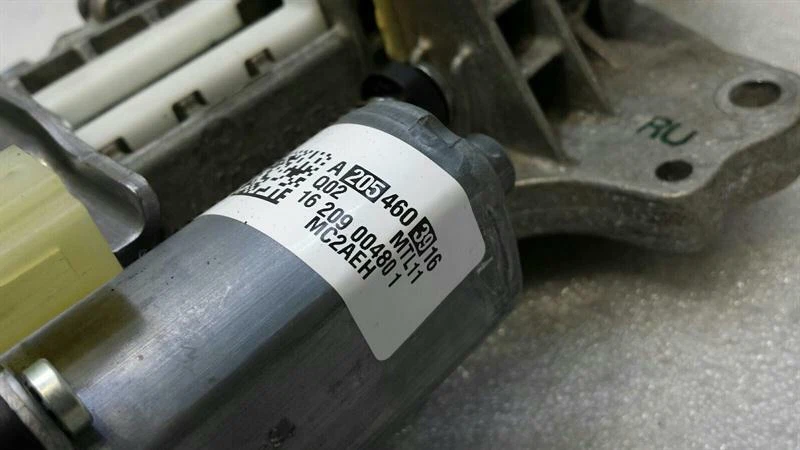 A 205 460 39 16
Q02 MTL11
16 209 00480 1
MC2AEH
RU